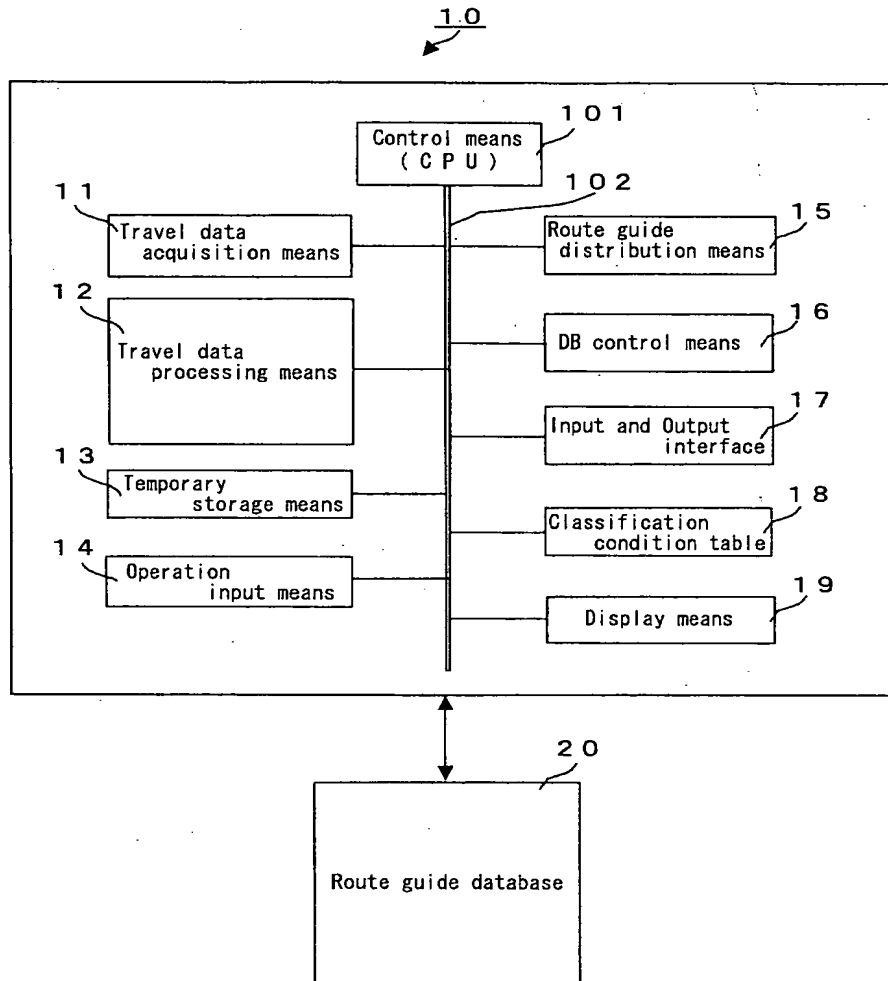 10
101
Control means
( C P U )
102
11
Travel data
acquisition means
12
Travel data
processing means
13
Temporary
storage means
14
Operation
input means
15
Route guide
distribution means
16
DB control means
17
Input and Output
interface
18
Classification
condition table
19
Display means
20
Route guide database